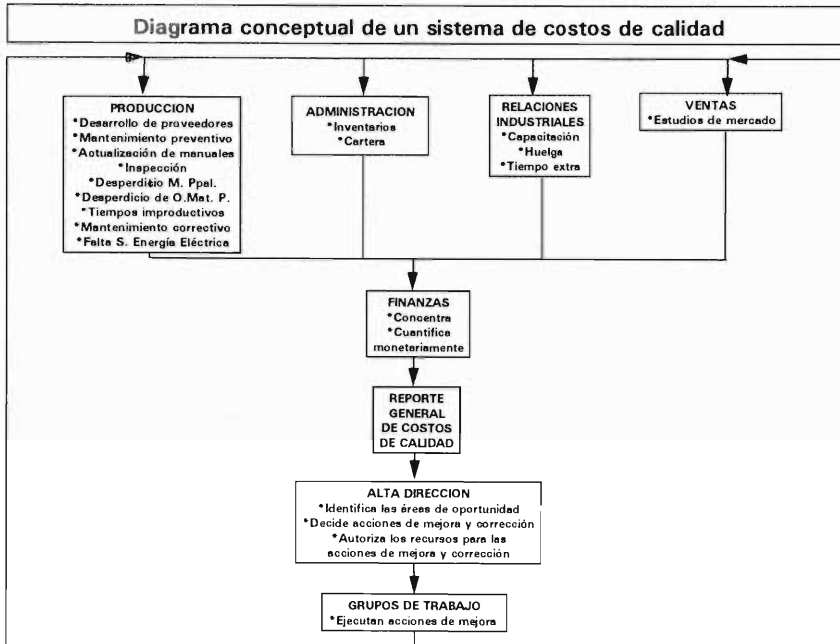 Diagrama conceptual de un sistema de costos de calidad
PRODUCCION
*Desarrollo de proveedores
*Mantenimiento preventivo
*Actualización de manuales
*Inspección
*Desperditio M. Ppal.
*Desperdicio de O.Mat. P.
*Tiempos improductivos
*Mantenimiento correctivo
*Falta S. Energía Eléctrica
ADMINISTRACION
*Inventarios
*Cartera
RELACIONES
INDUSTRIALES
*Capacitación
*Huelga
*Tiempo extra
VENTAS
*Estudios de mercado
FINANZAS
*Concentra
*Cuantifica
monetariamente
REPORTE
GENERAL
DE COSTOS
DE CALIDAD
ALTA DIRECCION
*Identifica las áreas de oportunidad
*Decide acciones de mejora y corrección
*Autoriza los recursos para las
acciones de mejora y corrección
GRUPOS DE TRABAJO
*Ejecutan acciones de mejora